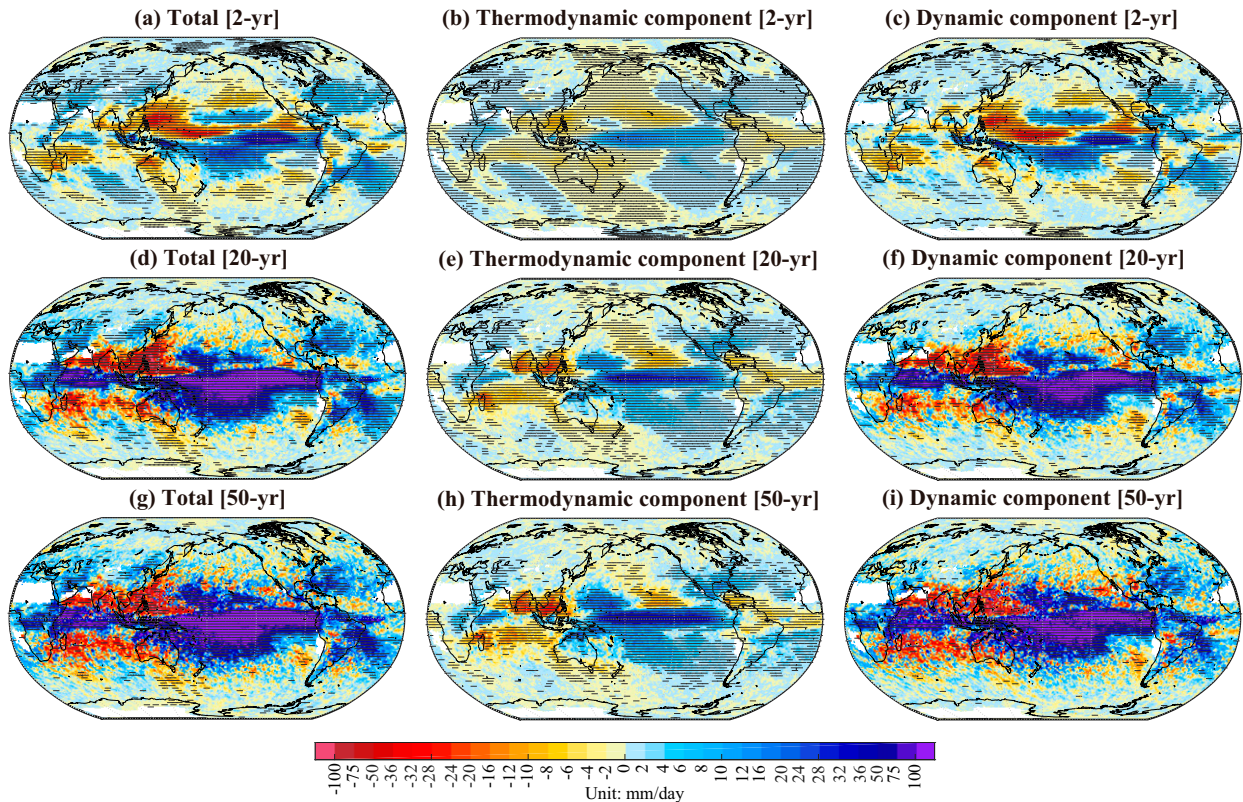 (a) Total [2-yr]
(b) Thermodynamic component [2-yr]
(c) Dynamic component [2-yr]
(d) Total [20-yr]
(e) Thermodynamic component [20-yr]
(f) Dynamic component [20-yr]
(g) Total [50-yr]
(h) Thermodynamic component [50-yr]
(i) Dynamic component [50-yr]
-100 -75 -50 -36 -32 -28 -24 -20 -16 -12 -10 -8 -6 -4 -2 0 2 4 6 8 10 12 16 20 24 28 32 36 50 75 100
Unit: mm/day